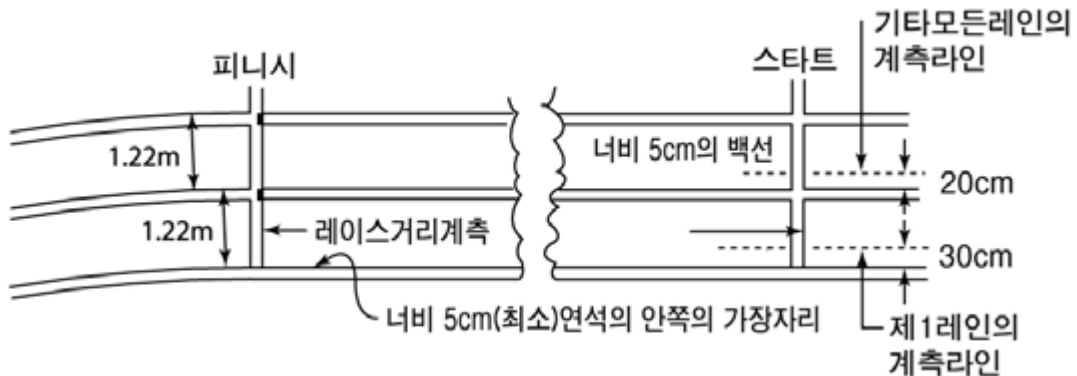 기타모든레인의
계측라인
피니시
스타트
1.22m
너비 5cm의 백선
20cm
1.22m
레이스거리계측
30cm
너비 5cm(최소)연석의 안쪽의 가장자리
제1레인의
계측라인